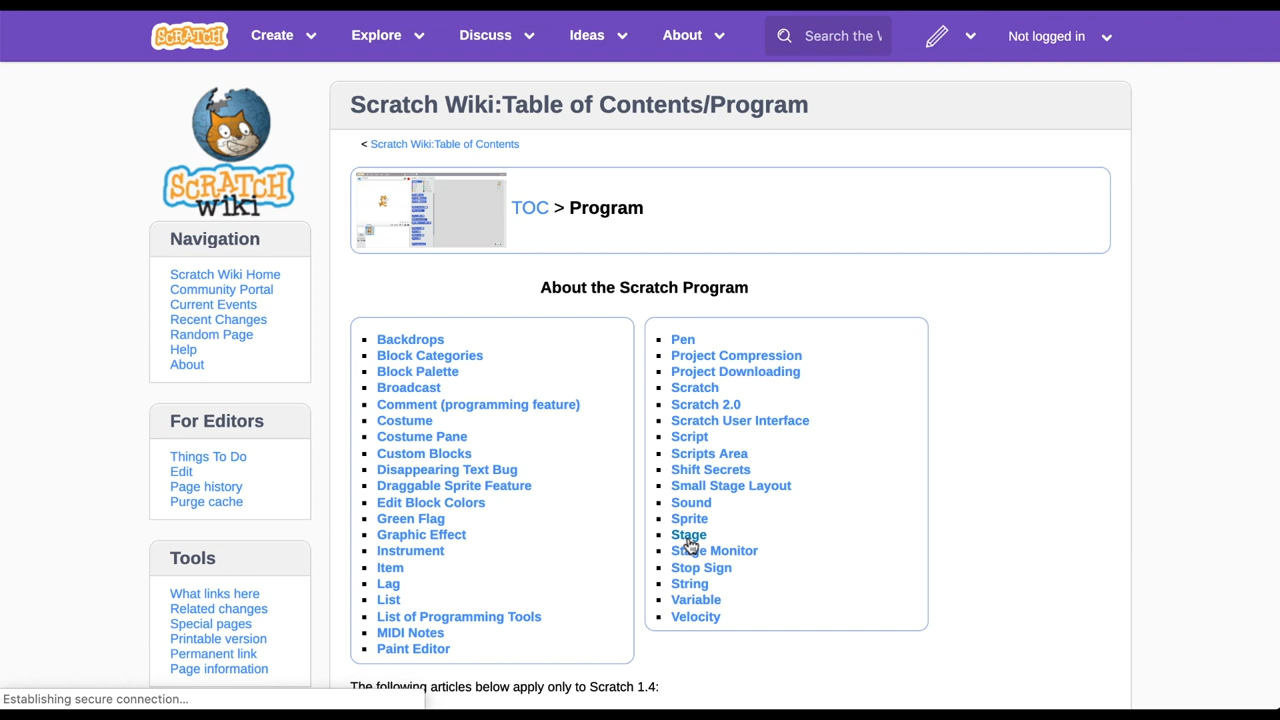 SCRATCH Create Explore Discuss Ideas About Search the Not logged in
SCRATCH
wiki
Navigation
Scratch Wiki Home
Community Portal
Current Events
Recent Changes
Random Page
Help
About
For Editors
Things To Do
Edit
Page history
Purge cache
Tools
What links here
Related changes
Special pages
Printable version
Permanent link
Page information
Scratch Wiki:Table of Contents/Program
< Scratch Wiki:Table of Contents
TOC > Program
About the Scratch Program
Backdrops
Block Categories
Block Palette
Broadcast
Comment (programming feature)
Costume
Costume Pane
Custom Blocks
Disappearing Text Bug
Draggable Sprite Feature
Edit Block Colors
Green Flag
Graphic Effect
Instrument
Item
Lag
List
List of Programming Tools
MIDI Notes
Paint Editor
Pen
Project Compression
Project Downloading
Scratch
Scratch 2.0
Scratch User Interface
Script
Scripts Area
Shift Secrets
Small Stage Layout
Sound
Sprite
Stage
Stage Monitor
Stop Sign
String
Variable
Velocity
The following articles below apply only to Scratch 1.4:
Establishing secure connection...